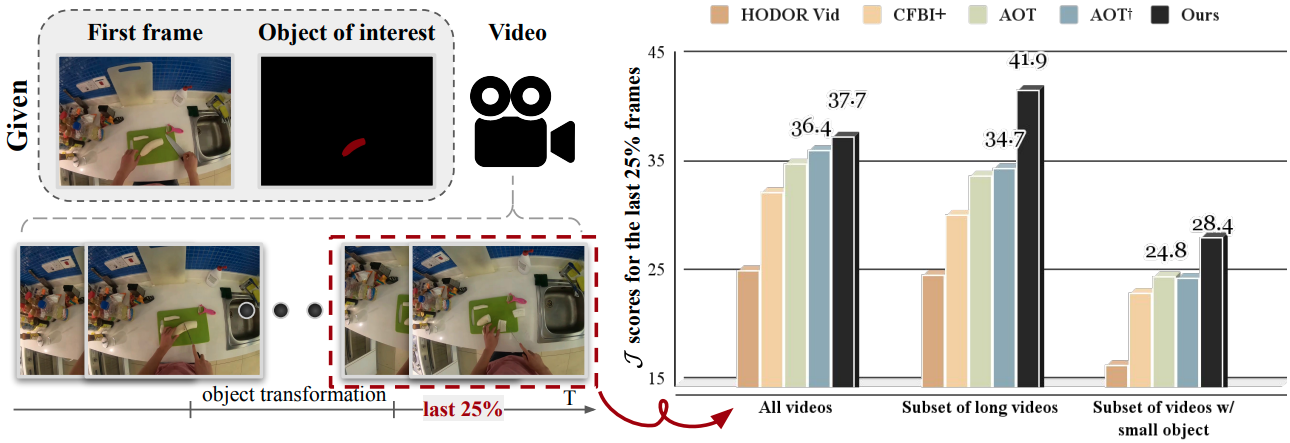 First frame
Object of interest
Video
Given
object transformation
last 25%
T
HODOR Vid
CFBI+
AOT
AOT†
Ours
𝒥 scores for the last 25% frames
45
35
25
15
36.4
37.7
34.7
41.9
24.8
28.4
All videos
Subset of long videos
Subset of videos w/
small object